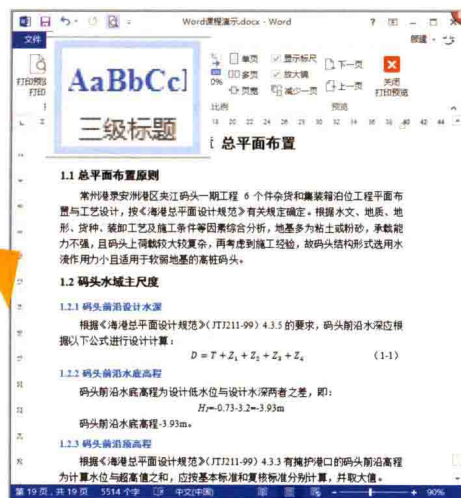 Word课程演示.docx - Word
文件
打印
AaBbCcI
三级标题
单页
显示标尺
下一页
多页
放大镜
0%
页宽
缩减一页
上一页
关闭
打印预览
比例
预览
总平面布置
1.1 总平面布置原则
常州港录安洲港区夹江码头一期工程 6 个件杂货和集装箱泊位工程平面布
置与工艺设计，按《海港总平面设计规范》有关规定确定。根据水文、地质、地
形、货种、装卸工艺及施工条件等因素综合分析，地基多为粘土或粉砂，承载能
力不强，且码头上荷载较大较复杂，再考虑到施工经验，故码头结构形式选用水
流作用力小且适用于软弱地基的高桩码头。
1.2 码头水域主尺度
1.2.1 码头前沿设计水深
根据《海港总平面设计规范》（JTJ211-99）4.3.5 的要求，码头前沿水深应根
据以下公式进行设计计算：
D = T + Z₁ + Z₂ + Z₃ + Z₄ （1-1）
1.2.2 码头前沿水底高程
码头前沿水底高程为设计低水位与设计水深两者之差，即：
=-0.73-3.2=-3.93m
码头前沿水底高程-3.93m。
1.2.3 码头前沿顶高程
根据《海港总平面设计规范》（JTJ211-99）4.3.3 有掩护港口的码头前沿高程
为计算水位与超高值之和，应按基本标准和复核标准分别计算，并取大值。
第 19 页，共 19 页 5514 个字 中文(中国) 90%